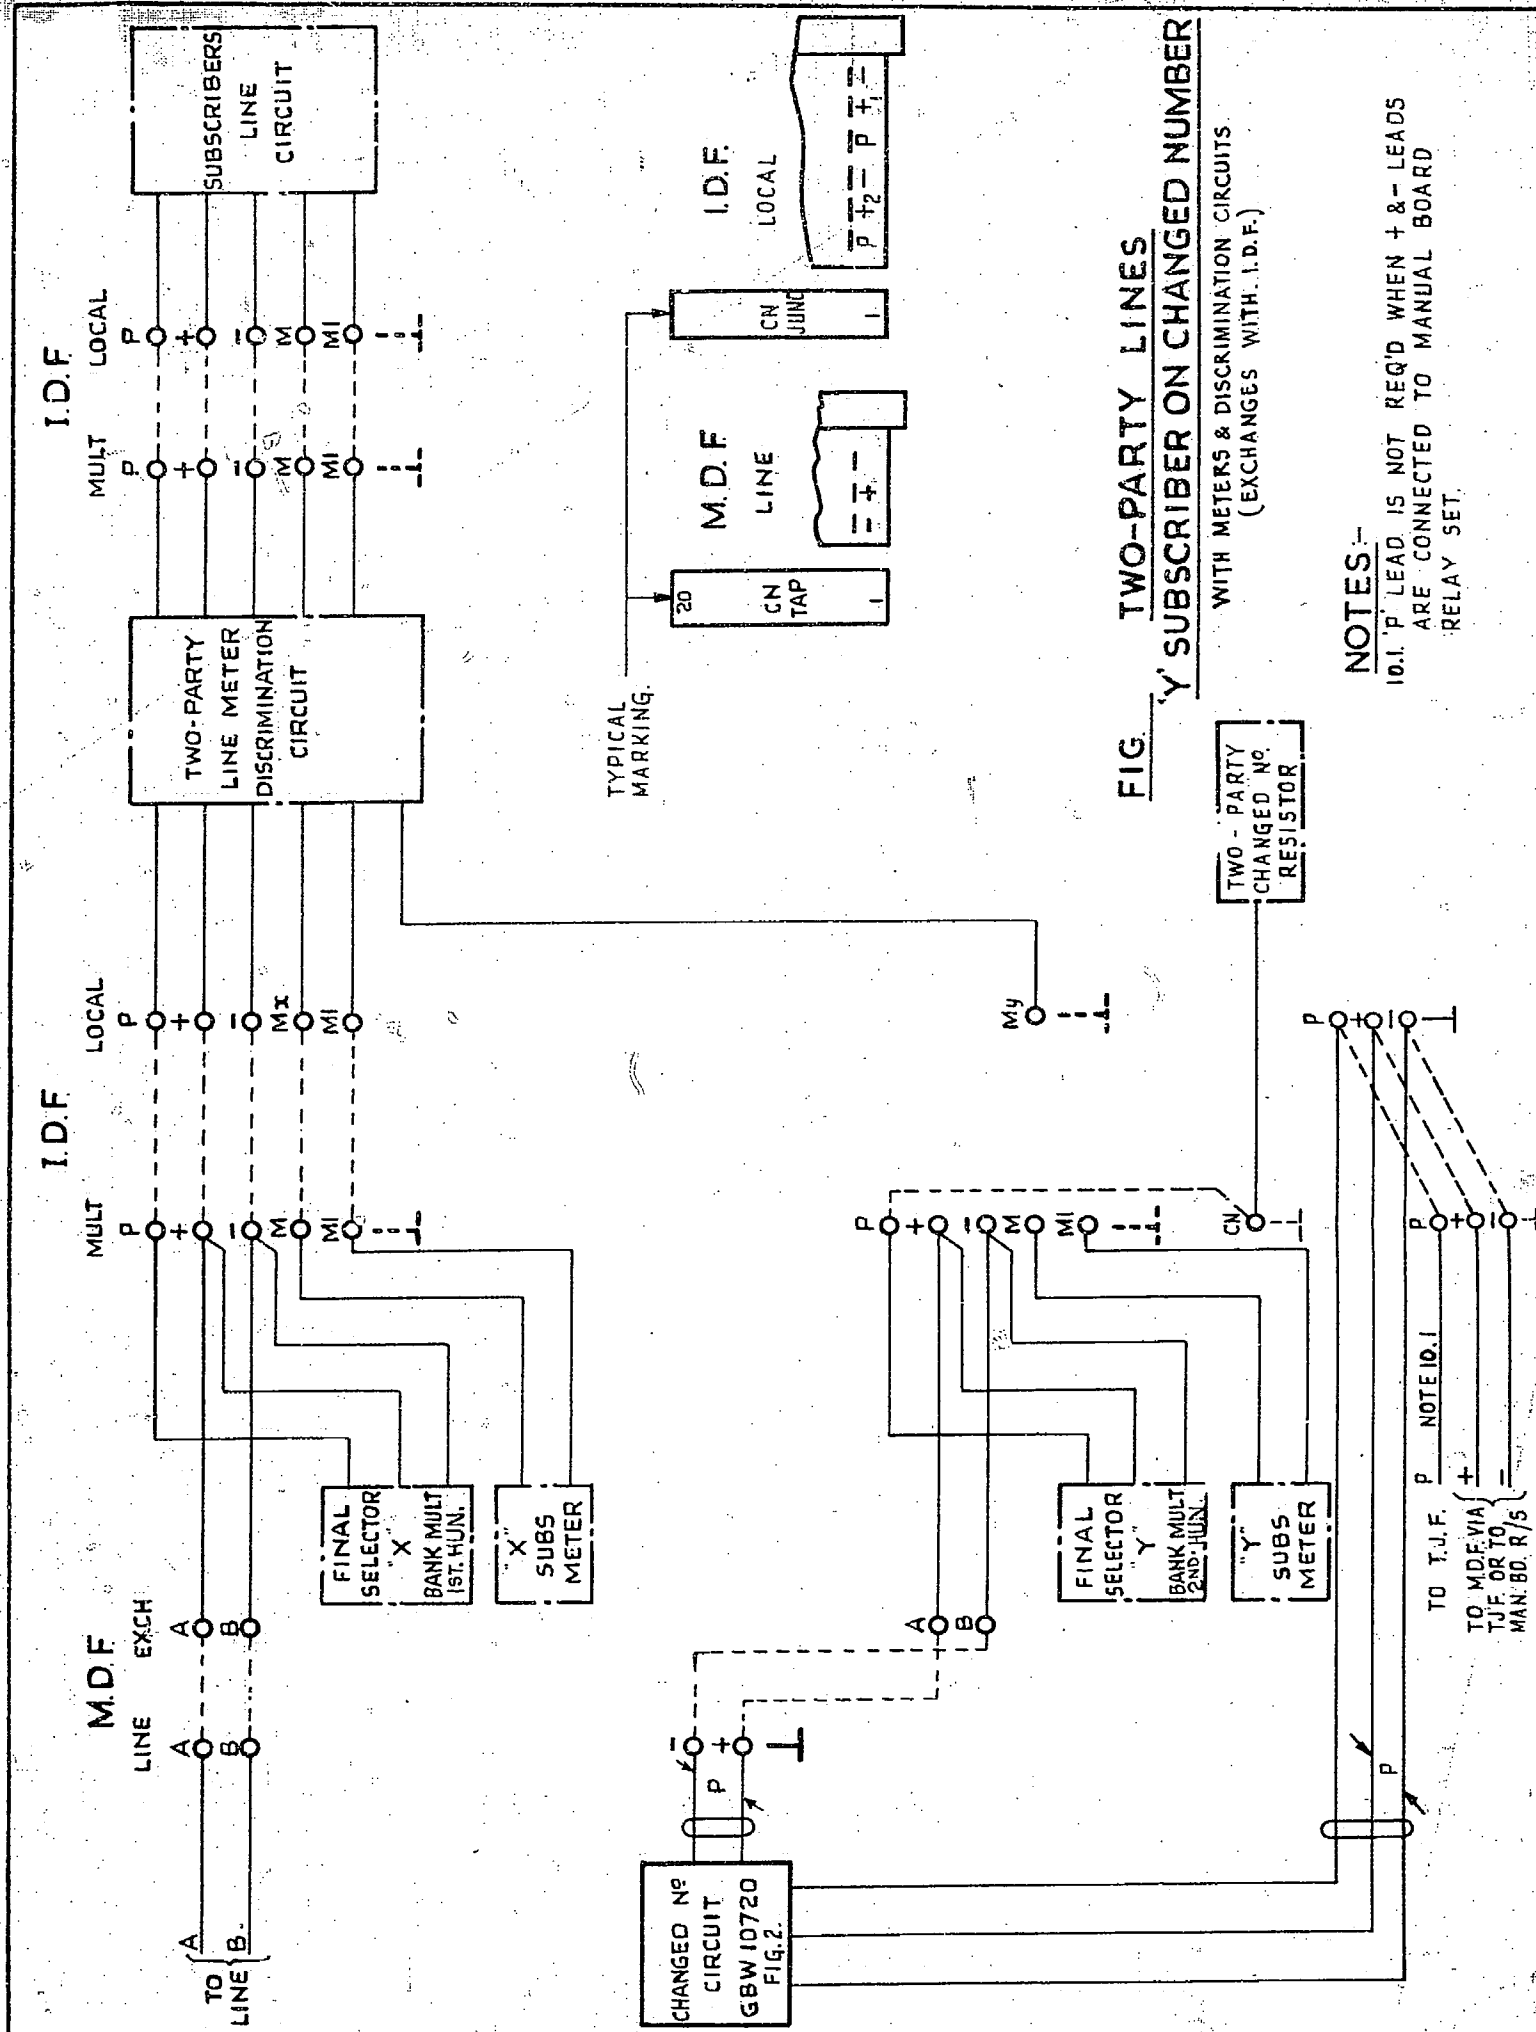 I.D.F.
MULT
LOCAL
P
+
-
M
MI
P
+
-
M
MI
SUBSCRIBERS
LINE
CIRCUIT
TWO-PARTY
LINE METER
DISCRIMINATION
CIRCUIT
I.D.F.
MULT
LOCAL
P
+
-
M
MI
P
+
-
Mx
MI
M.D.F.
LINE
EXCH
TO
LINE
A
B
A
B
A
B
FINAL
SELECTOR
"X"
BANK MULT
1ST. HUN.
"X"
SUBS
METER
TYPICAL
MARKING.
20
CN
TAP
1
M.D.F.
LINE
= + -
CN
JUNC
1
I.D.F.
LOCAL
P +2 - P +1 -
My
CHANGED Nº
CIRCUIT
GBW 10720
FIG. 2.
P
-
+
A
B
P
+
-
M
MI
CN
FINAL
SELECTOR
"Y"
BANK MULT
2ND. HUN.
"Y"
SUBS
METER
TWO-PARTY
CHANGED Nº.
RESISTOR
P
P
+
-
TO T.J.F.
P
NOTE 10.1
TO M.D.F. VIA
T.J.F. OR TO
MAN. BD. R/S
+
-
P
+
-
FIG. TWO-PARTY LINES
'Y' SUBSCRIBER ON CHANGED NUMBER
WITH METERS & DISCRIMINATION CIRCUITS
(EXCHANGES WITH I.D.F.)
NOTES:-
10.1. 'P' LEAD IS NOT REQ'D WHEN + & - LEADS
ARE CONNECTED TO MANUAL BOARD
RELAY SET.